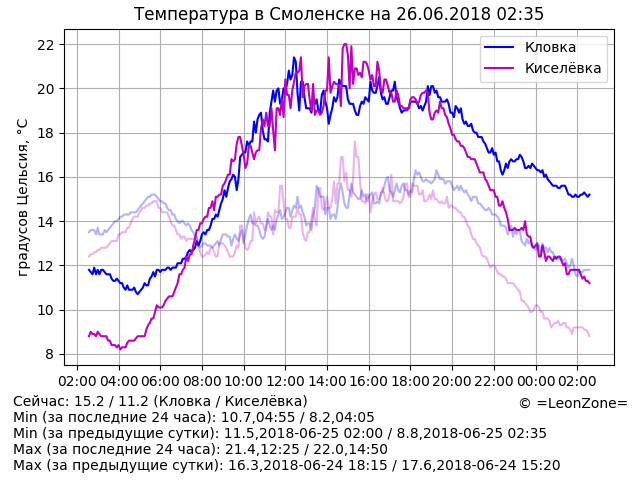 Температура в Смоленске на 26.06.2018 02:35
градусов Цельсия, °C
22
20
18
16
14
12
10
8
Кловка
Киселёвка
02:00 04:00 06:00 08:00 10:00 12:00 14:00 16:00 18:00 20:00 22:00 00:00 02:00
Сейчас: 15.2 / 11.2 (Кловка / Киселёвка)
© =LeonZone=
Min (за последние 24 часа): 10.7,04:55 / 8.2,04:05
Min (за предыдущие сутки): 11.5,2018-06-25 02:00 / 8.8,2018-06-25 02:35
Max (за последние 24 часа): 21.4,12:25 / 22.0,14:50
Max (за предыдущие сутки): 16.3,2018-06-24 18:15 / 17.6,2018-06-24 15:20